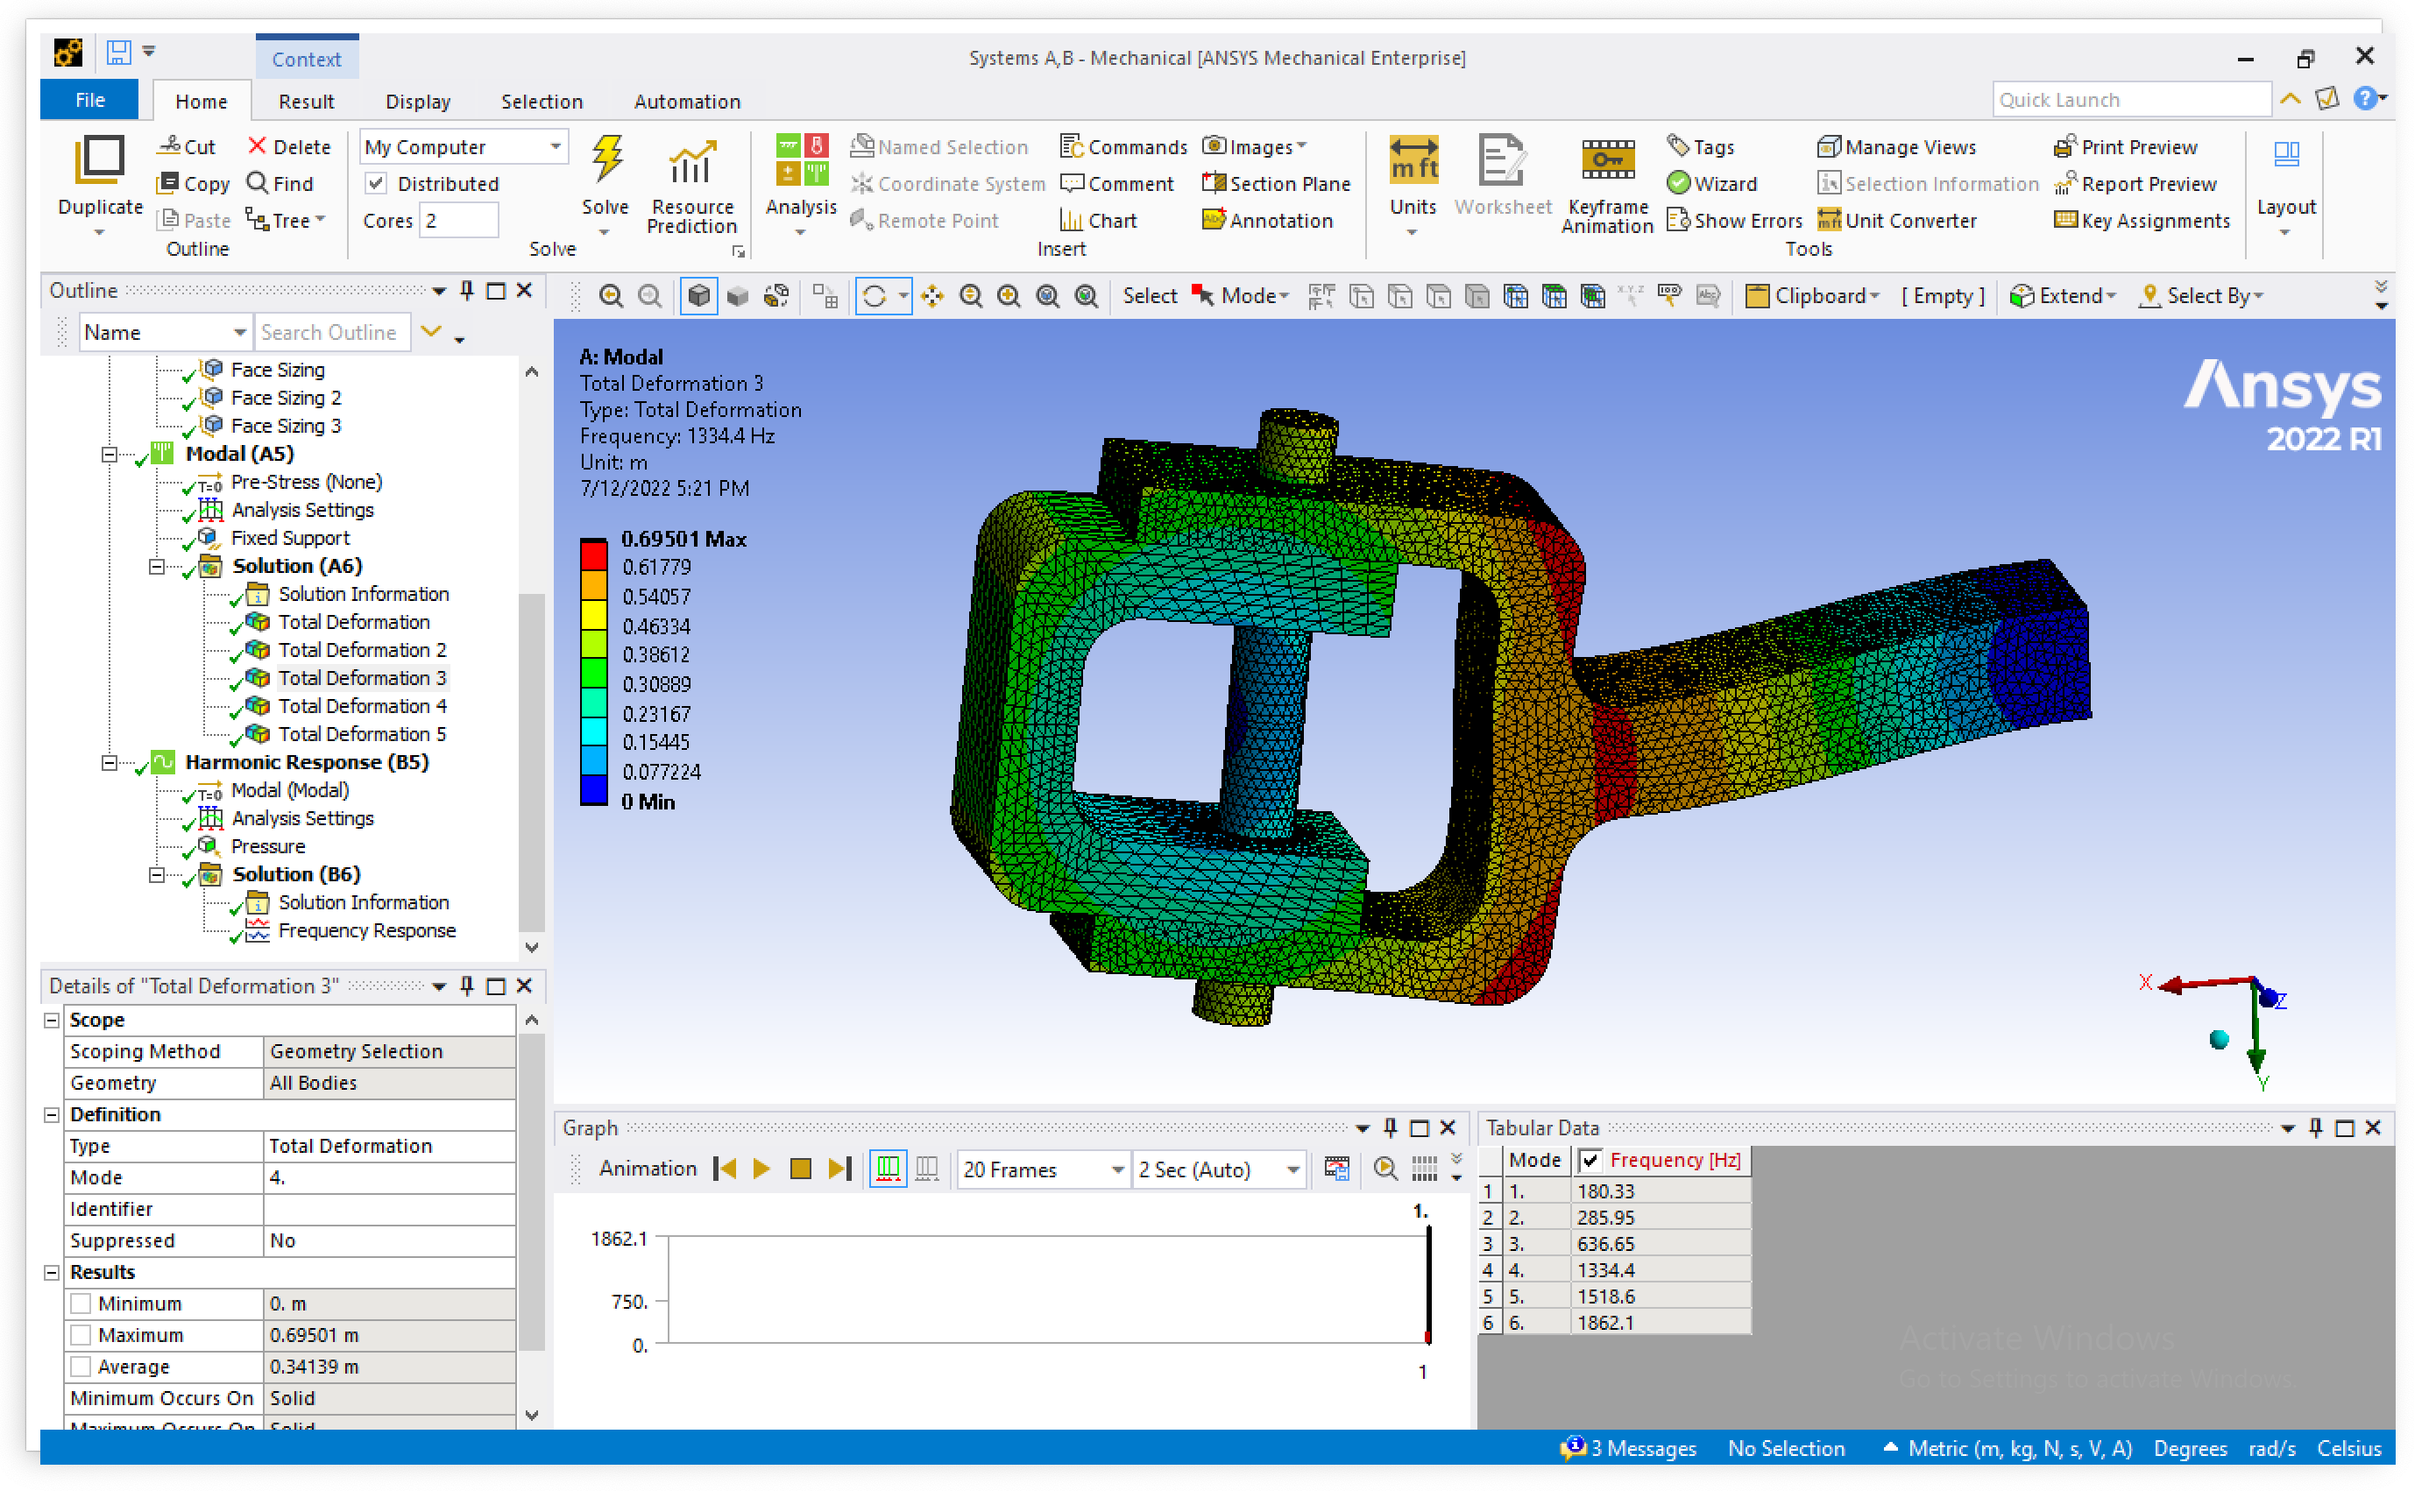 Context
Systems A,B - Mechanical [ANSYS Mechanical Enterprise]
File Home Result Display Selection Automation Quick Launch
Duplicate
Cut Delete
Copy Find
Paste Tree
Outline
My Computer
Distributed
Cores 2
Solve
Resource Prediction
Solve
Analysis
Named Selection Commands Images
Coordinate System Comment Section Plane
Remote Point Chart Annotation
Insert
m ft
Units
Worksheet
Keyframe Animation
Tags Manage Views Print Preview
Wizard Selection Information Report Preview
Show Errors Unit Converter Key Assignments
Tools
Layout
Outline
Select Mode Clipboard [ Empty ] Extend Select By
Name Search Outline
Face Sizing
Face Sizing 2
Face Sizing 3
Modal (A5)
T=0 Pre-Stress (None)
Analysis Settings
Fixed Support
Solution (A6)
Solution Information
Total Deformation
Total Deformation 2
Total Deformation 3
Total Deformation 4
Total Deformation 5
Harmonic Response (B5)
T=0 Modal (Modal)
Analysis Settings
Pressure
Solution (B6)
Solution Information
Frequency Response
A: Modal
Total Deformation 3
Type: Total Deformation
Frequency: 1334.4 Hz
Unit: m
7/12/2022 5:21 PM
0.69501 Max
0.61779
0.54057
0.46334
0.38612
0.30889
0.23167
0.15445
0.077224
0 Min
Ansys
2022 R1
X
Z
Y
Details of "Total Deformation 3"
Scope
Scoping Method Geometry Selection
Geometry All Bodies
Definition
Type Total Deformation
Mode 4.
Identifier
Suppressed No
Results
Minimum 0. m
Maximum 0.69501 m
Average 0.34139 m
Minimum Occurs On Solid
Maximum Occurs On Solid
Graph
Animation 20 Frames 2 Sec (Auto)
1.
1862.1
750.
0.
1
Tabular Data
Mode Frequency [Hz]
1 1. 180.33
2 2. 285.95
3 3. 636.65
4 4. 1334.4
5 5. 1518.6
6 6. 1862.1
Activate Windows
Go to Settings to activate Windows.
3 Messages No Selection Metric (m, kg, N, s, V, A) Degrees rad/s Celsius